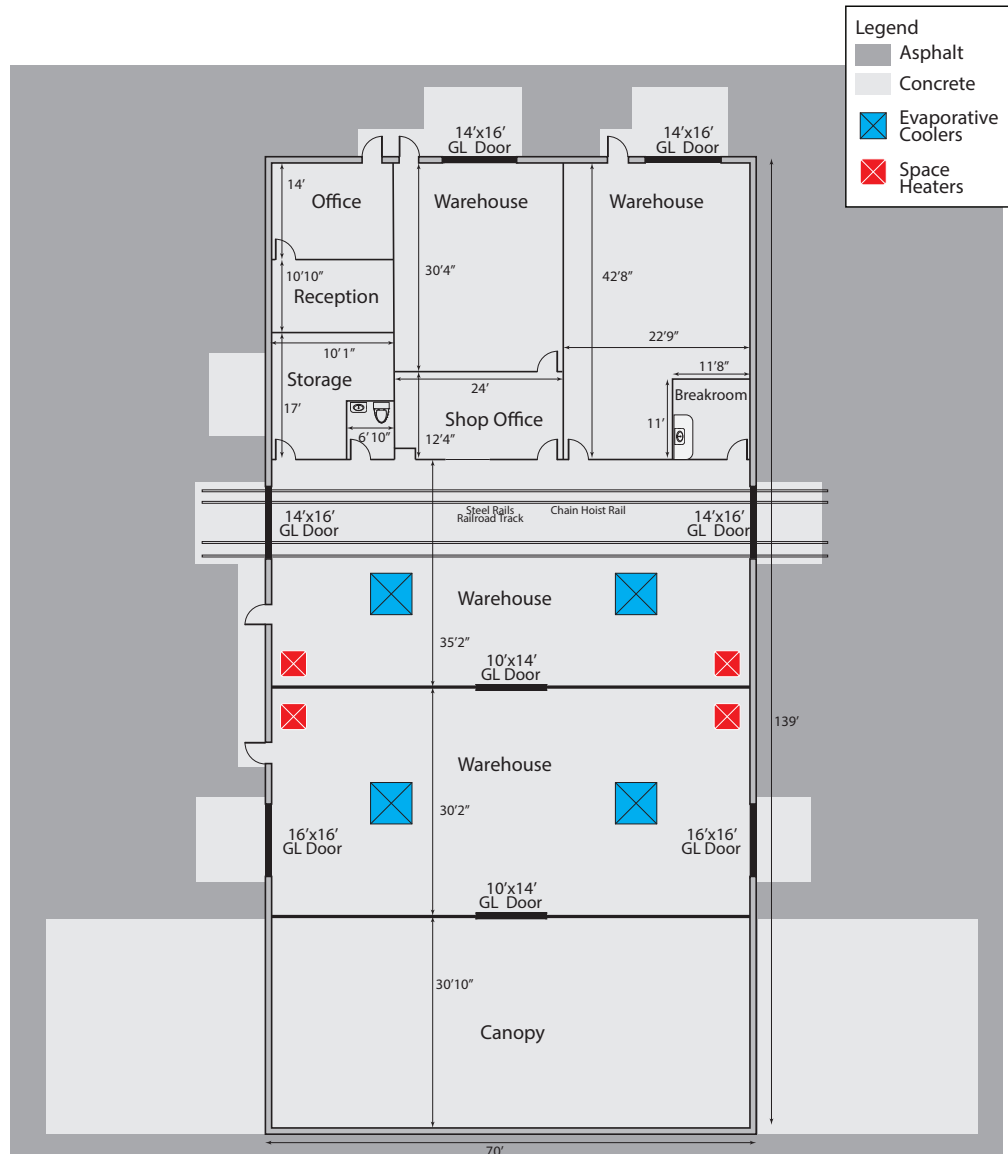 Legend
Asphalt
Concrete
Evaporative
Coolers
Space
Heaters
14’x16’
GL Door
14’x16’
GL Door
14’
Office
Warehouse
Warehouse
10’10”
Reception
30’4”
42’8”
22’9”
10’ 1”
11’8”
Storage
24’
Breakroom
17’
Shop Office
11’
6’ 10”
12’4”
Steel Rails
Railroad Track
Chain Hoist Rail
14’x16’
GL Door
14’x16’
GL Door
Warehouse
35’2”
10’x14’
GL Door
139’
Warehouse
30’2”
16’x16’
GL Door
16’x16’
GL Door
10’x14’
GL Door
30’10”
Canopy
70’